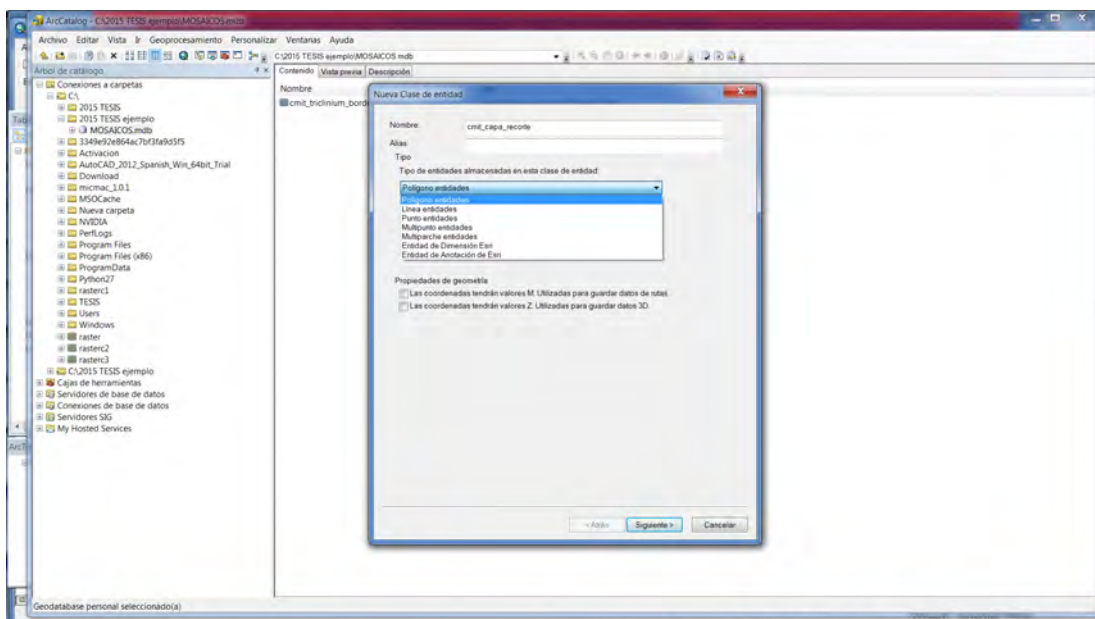 ArcCatalog - C:\2015 TESIS ejemplo\MOSAICOS.mdb
Archivo Editar Vista Ir Geoprocesamiento Personalizar Ventanas Ayuda
C:\2015 TESIS ejemplo\MOSAICOS.mdb
Árbol de catálogo
Conexiones a carpetas
C:\
2015 TESIS
2015 TESIS ejemplo
MOSAICOS.mdb
3349e92e864ac7bf3fa9d5f5
Activacion
AutoCAD_2012_Spanish_Win_64bit_Trial
Download
micmac_1.0.1
MSOCache
Nueva carpeta
NVIDIA
PerfLogs
Program Files
Program Files (x86)
ProgramData
Python27
rasterc1
TESIS
Users
Windows
raster
rasterc2
rasterc3
C:\2015 TESIS ejemplo
Cajas de herramientas
Servidores de base de datos
Conexiones de base de datos
Servidores SIG
My Hosted Services
Contenido Vista previa Descripción
Nombre
cmit_triclinium_bord
Nueva Clase de entidad
Nombre: cmit_capa_recorte
Alias:
Tipo
Tipo de entidades almacenadas en esta clase de entidad:
Polígono entidades
Polígono entidades
Línea entidades
Punto entidades
Multipunto entidades
Multiparche entidades
Entidad de Dimensión Esri
Entidad de Anotación de Esri
Propiedades de geometría
Las coordenadas tendrán valores M. Utilizadas para guardar datos de rutas.
Las coordenadas tendrán valores Z. Utilizadas para guardar datos 3D.
< Atrás Siguiente > Cancelar
Geodatabase personal seleccionado(a)